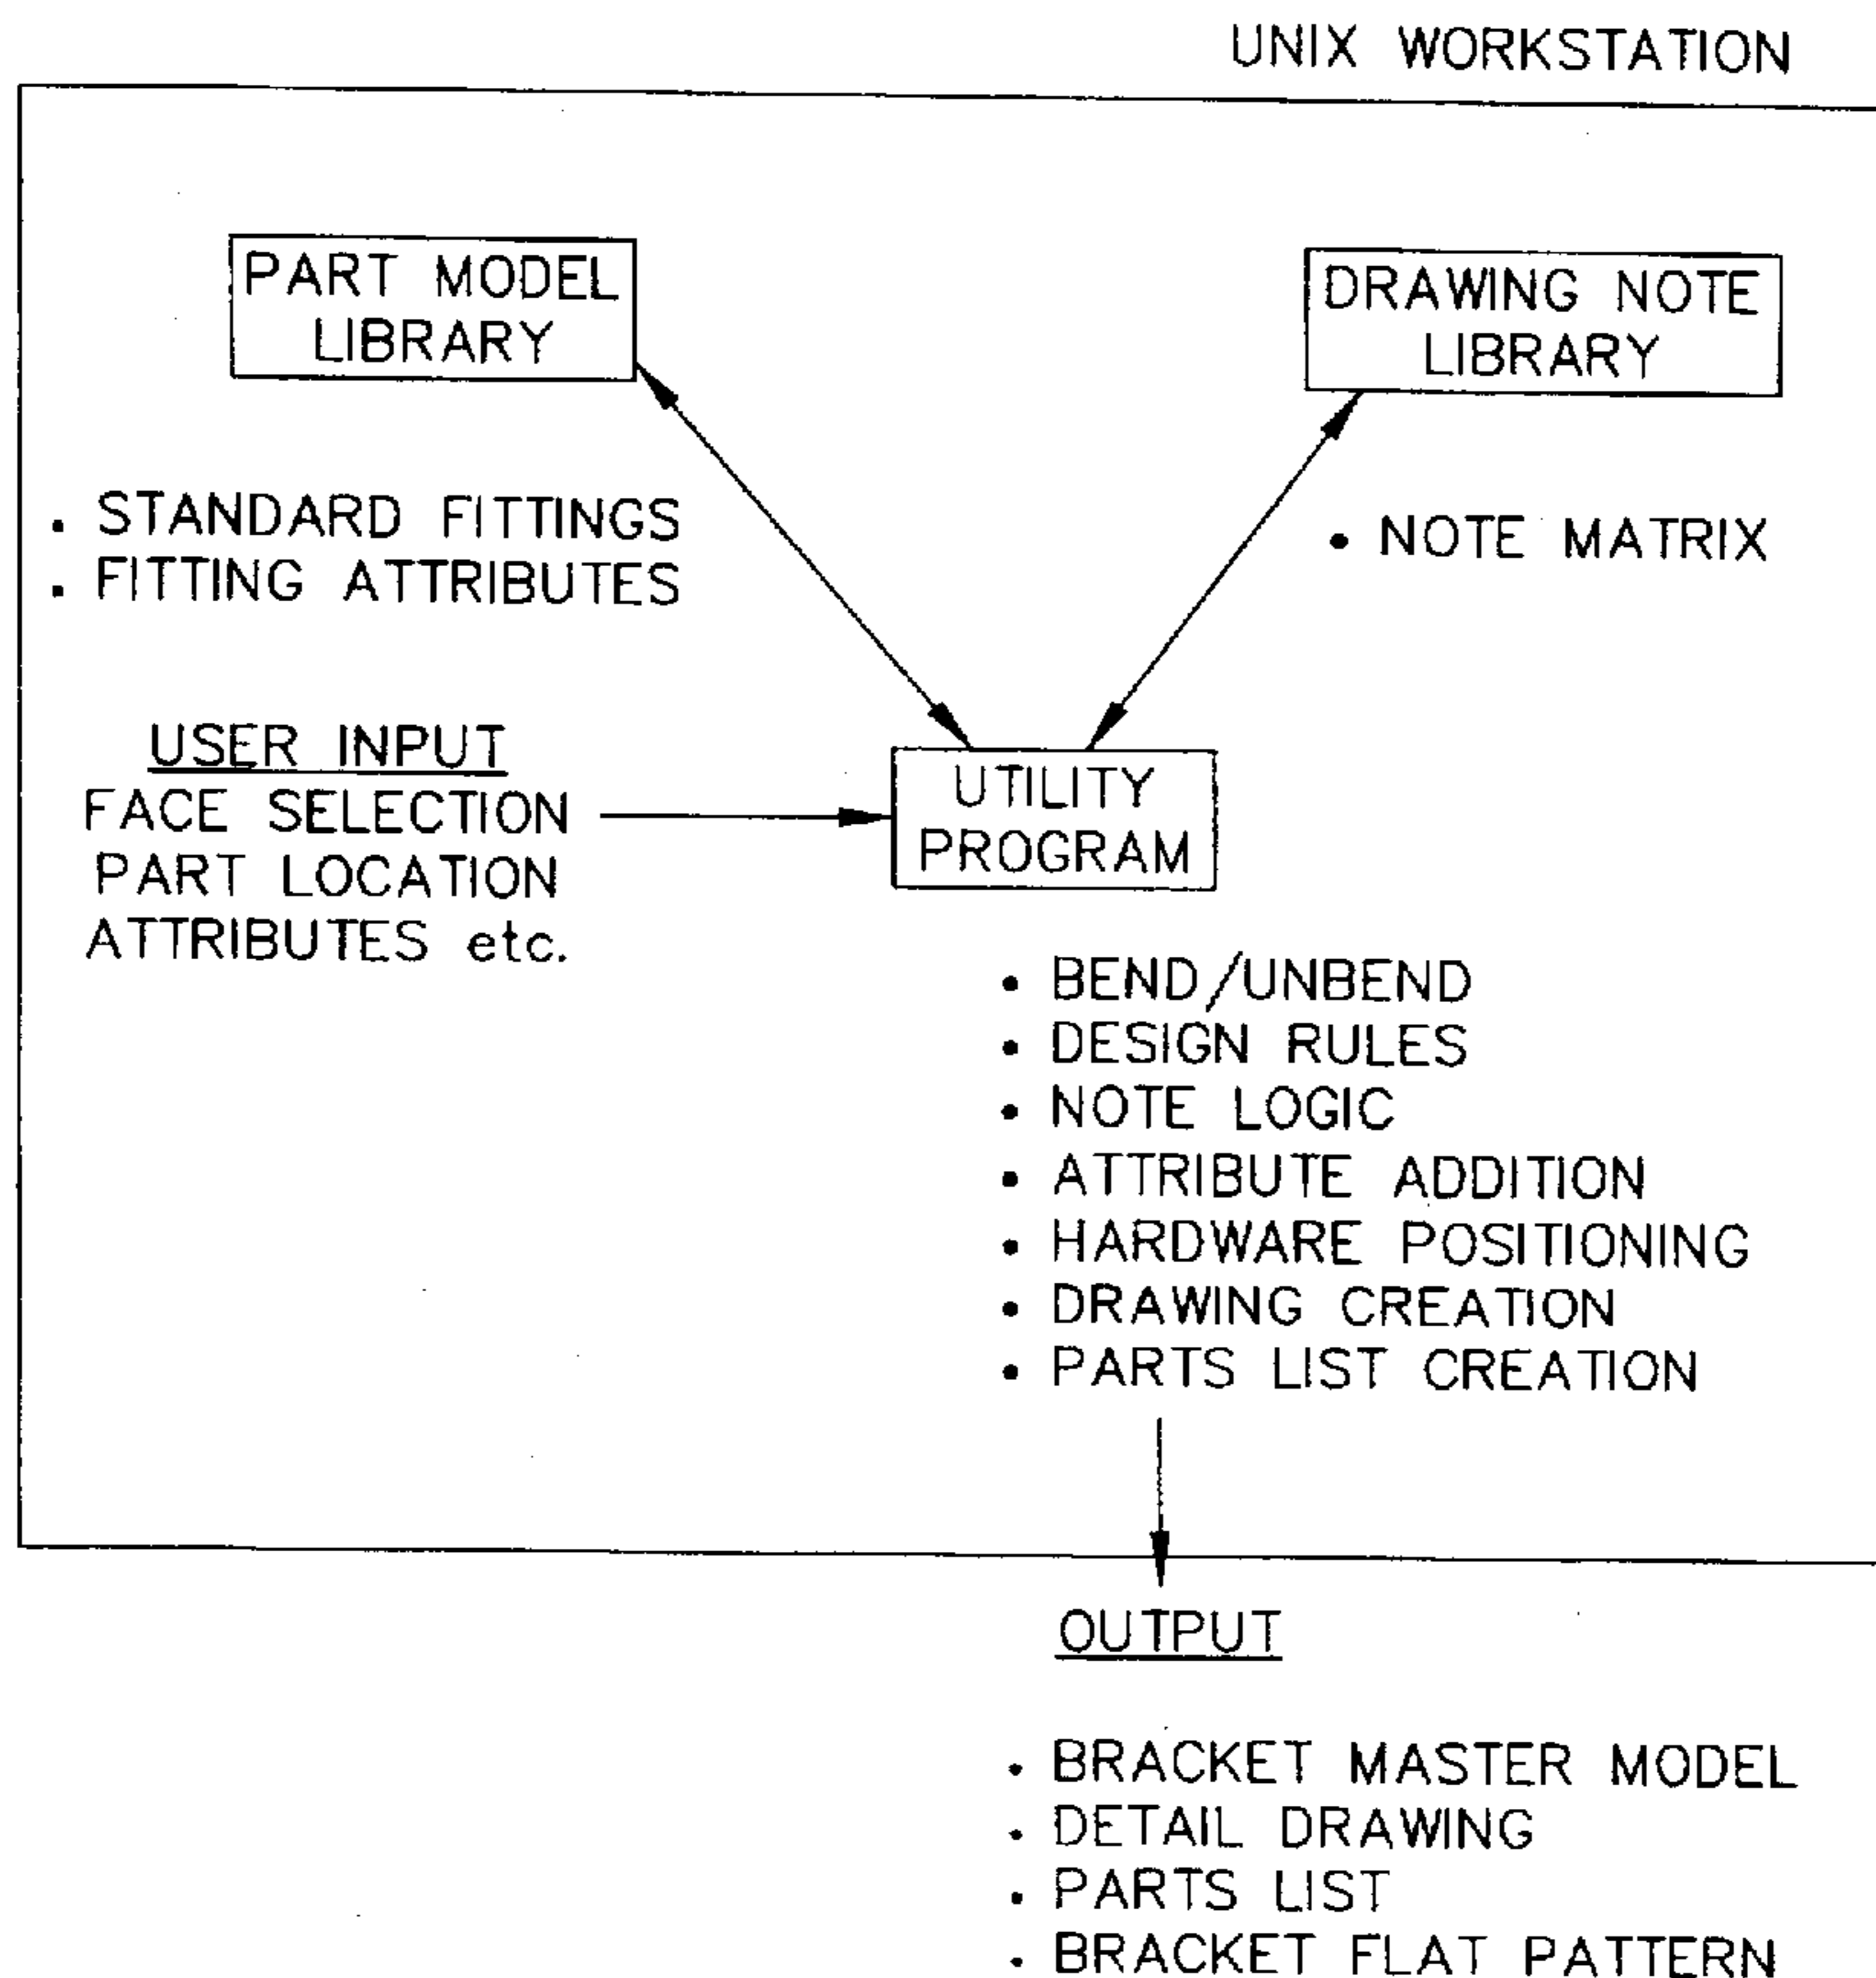 UNIX WORKSTATION
PART MODEL
LIBRARY
DRAWING NOTE
LIBRARY
• STANDARD FITTINGS
• FITTING ATTRIBUTES
• NOTE MATRIX
USER INPUT
FACE SELECTION
PART LOCATION
ATTRIBUTES etc.
UTILITY
PROGRAM
• BEND/UNBEND
• DESIGN RULES
• NOTE LOGIC
• ATTRIBUTE ADDITION
• HARDWARE POSITIONING
• DRAWING CREATION
• PARTS LIST CREATION
OUTPUT
• BRACKET MASTER MODEL
• DETAIL DRAWING
• PARTS LIST
• BRACKET FLAT PATTERN